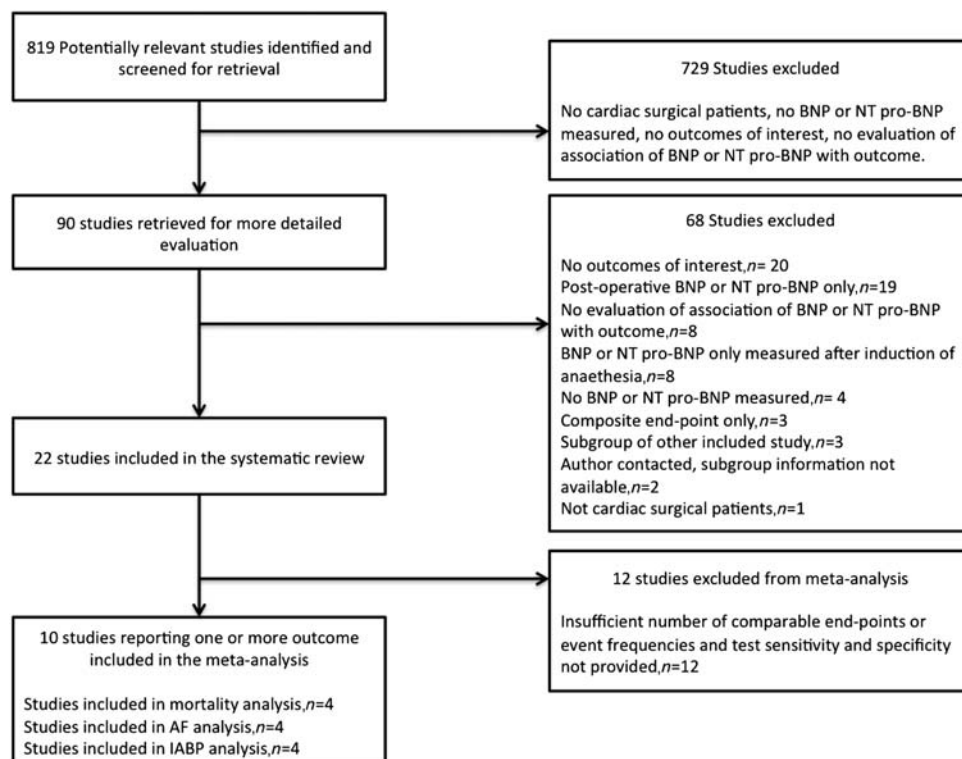 819 Potentially relevant studies identified and
screened for retrieval
729 Studies excluded
No cardiac surgical patients, no BNP or NT pro-BNP
measured, no outcomes of interest, no evaluation of
association of BNP or NT pro-BNP with outcome.
90 studies retrieved for more detailed
evaluation
68 Studies excluded
No outcomes of interest,n= 20
Post-operative BNP or NT pro-BNP only,n=19
No evaluation of association of BNP or NT pro-BNP
with outcome,n=8
BNP or NT pro-BNP only measured after induction of
anaethesia,n=8
No BNP or NT pro-BNP measured,n= 4
Composite end-point only,n=3
Subgroup of other included study,n=3
Author contacted, subgroup information not
available,n=2
Not cardiac surgical patients,n=1
22 studies included in the systematic review
12 studies excluded from meta-analysis
Insufficient number of comparable end-points or
event frequencies and test sensitivity and specificity
not provided,n=12
10 studies reporting one or more outcome
included in the meta-analysis
Studies included in mortality analysis,n=4
Studies included in AF analysis,n=4
Studies included in IABP analysis,n=4